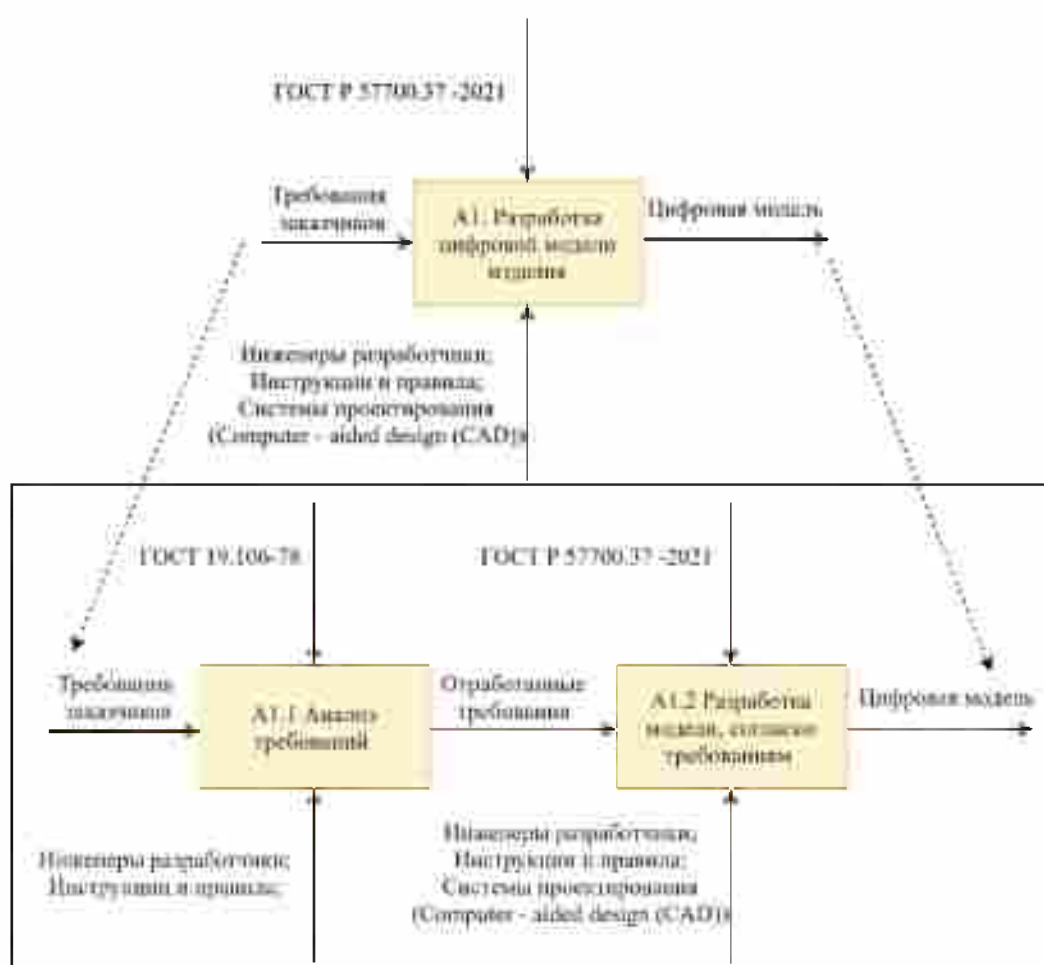 ГОСТ Р 57700.37 -2021
Требования
заказчиков
А1. Разработка
цифровой модели
изделия
Цифровая модель
Инженеры разработчики;
Инструкции и правила;
Системы проектирования
(Computer - aided design (CAD))
ГОСТ 19.106-78
ГОСТ Р 57700.37 -2021
Требования
заказчиков
А1.1 Анализ
требований
Отработанные
требования
А1.2 Разработка
модели, согласно
требованиям
Цифровая модель
Инженеры разработчики;
Инструкции и правила;
Инженеры разработчики;
Инструкции и правила;
Системы проектирования
(Computer - aided design (CAD))